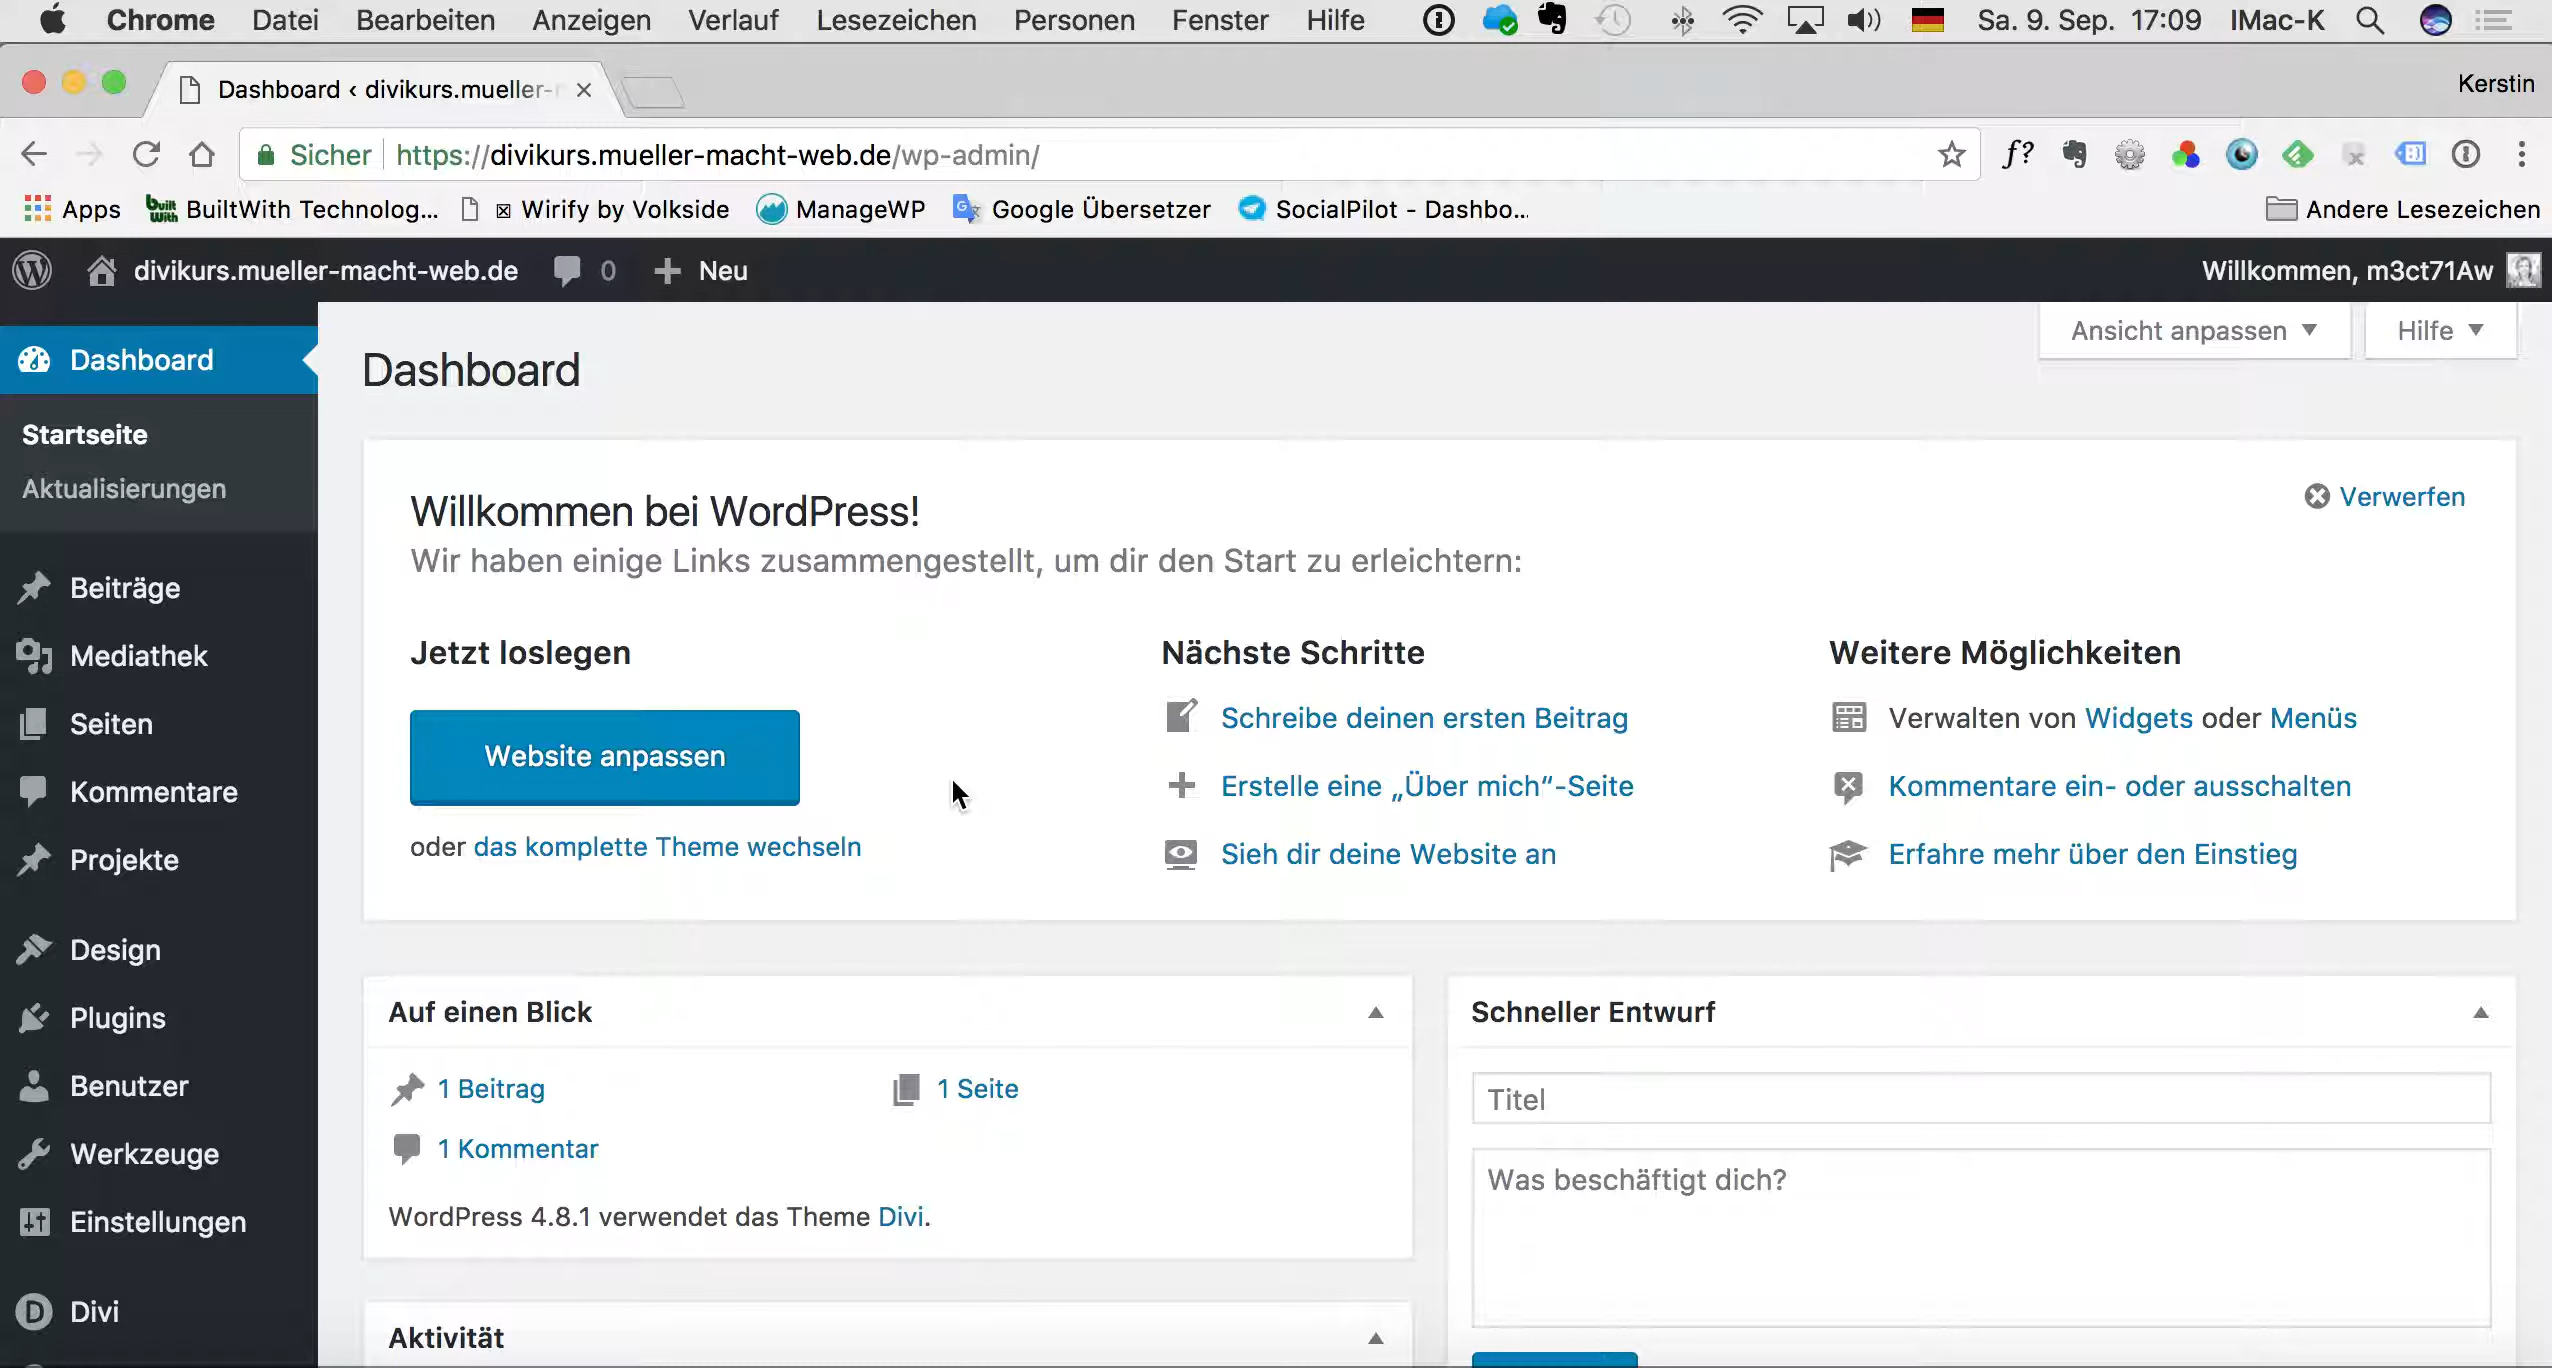 Chrome Datei Bearbeiten Anzeigen Verlauf Lesezeichen Personen Fenster Hilfe Sa. 9. Sep. 17:09 IMac-K
Dashboard ‹ divikurs.mueller- Kerstin
Sicher https://divikurs.mueller-macht-web.de/wp-admin/ f?
Apps built with BuiltWith Technolog... Wirify by Volkside ManageWP Google Übersetzer SocialPilot - Dashbo... Andere Lesezeichen
divikurs.mueller-macht-web.de 0 Neu Willkommen, m3ct71Aw
Ansicht anpassen Hilfe
Dashboard
Startseite
Aktualisierungen
Beiträge
Mediathek
Seiten
Kommentare
Projekte
Design
Plugins
Benutzer
Werkzeuge
Einstellungen
Divi
Dashboard
Willkommen bei WordPress!
Verwerfen
Wir haben einige Links zusammengestellt, um dir den Start zu erleichtern:
Jetzt loslegen
Website anpassen
oder das komplette Theme wechseln
Nächste Schritte
Schreibe deinen ersten Beitrag
Erstelle eine „Über mich“-Seite
Sieh dir deine Website an
Weitere Möglichkeiten
Verwalten von Widgets oder Menüs
Kommentare ein- oder ausschalten
Erfahre mehr über den Einstieg
Auf einen Blick
1 Beitrag 1 Seite
1 Kommentar
WordPress 4.8.1 verwendet das Theme Divi.
Aktivität
Schneller Entwurf
Titel
Was beschäftigt dich?